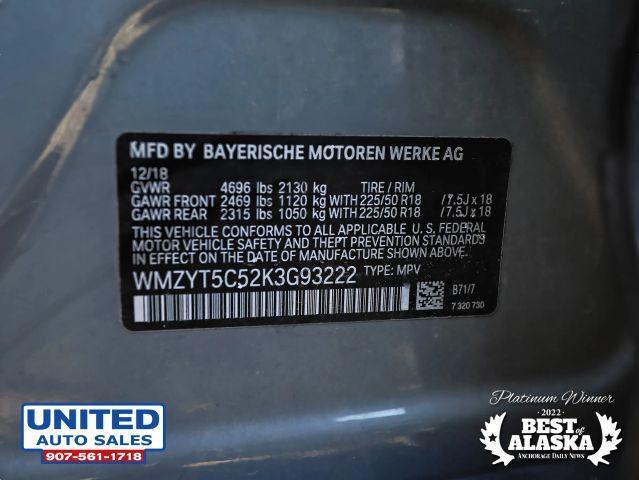 MFD BY BAYERISCHE MOTOREN WERKE AG
12/18
GVWR 4696 lbs 2130 kg TIRE / RIM
GAWR FRONT 2469 lbs 1120 kg WITH 225/50 R18 /7.5J x 18
GAWR REAR 2315 lbs 1050 kg WITH 225/50 R18 /7.5J x 18
THIS VEHICLE CONFORMS TO ALL APPLICABLE U. S. FEDERAL
MOTOR VEHICLE SAFETY AND THEFT PREVENTION STANDARDS
IN EFFECT ON THE DATE OF MANUFACTURE SHOWN ABOVE.
WMZYT5C52K3G93222 TYPE: MPV
B71/7
7 320 730
UNITED
AUTO SALES
907-561-1718
Platinum Winner
2022
BEST of
ALASKA
ANCHORAGE DAILY NEWS